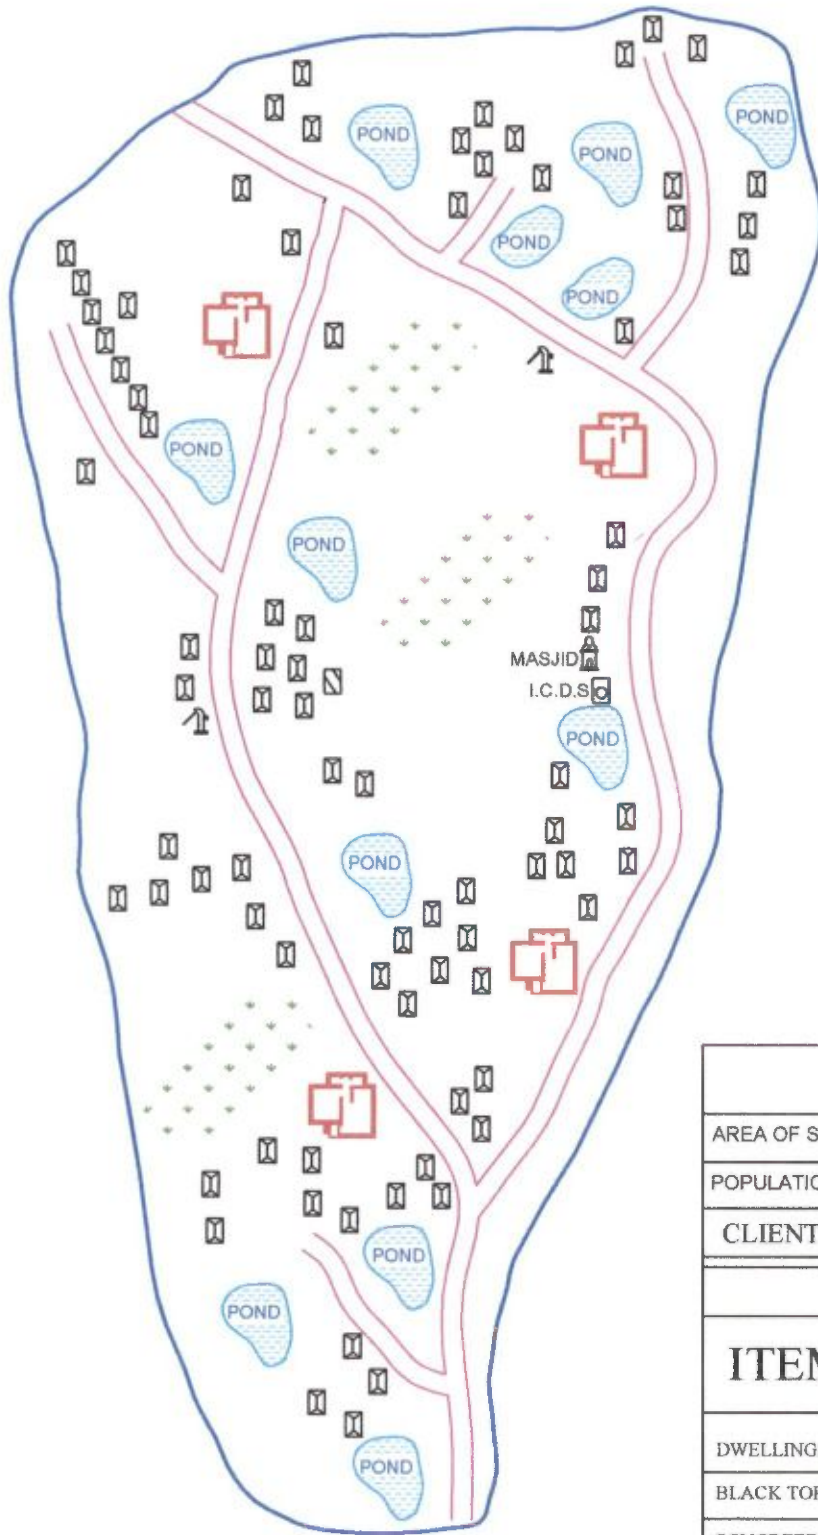 POND
POND
POND
POND
POND
POND
POND
MASJID
I.C.D.S
POND
POND
AREA OF S
POPULATIO
CLIENT
POND
POND
ITEM
DWELLING
POND
BLACK TOP